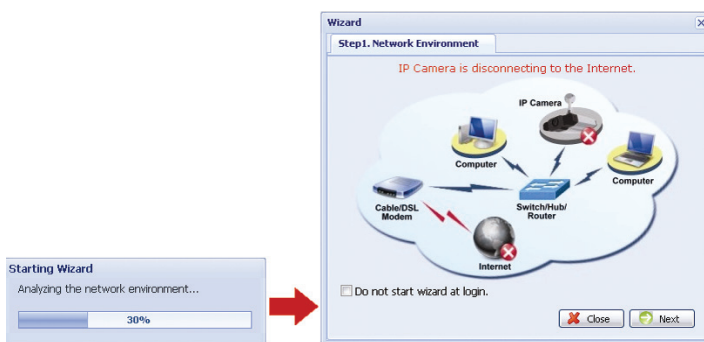 Starting Wizard
Analyzing the network environment...
30%
Wizard
Step1. Network Environment
IP Camera is disconnecting to the Internet.
IP Camera
Computer
Computer
Cable/DSL
Modem
Switch/Hub/
Router
Internet
Do not start wizard at login.
Close
Next